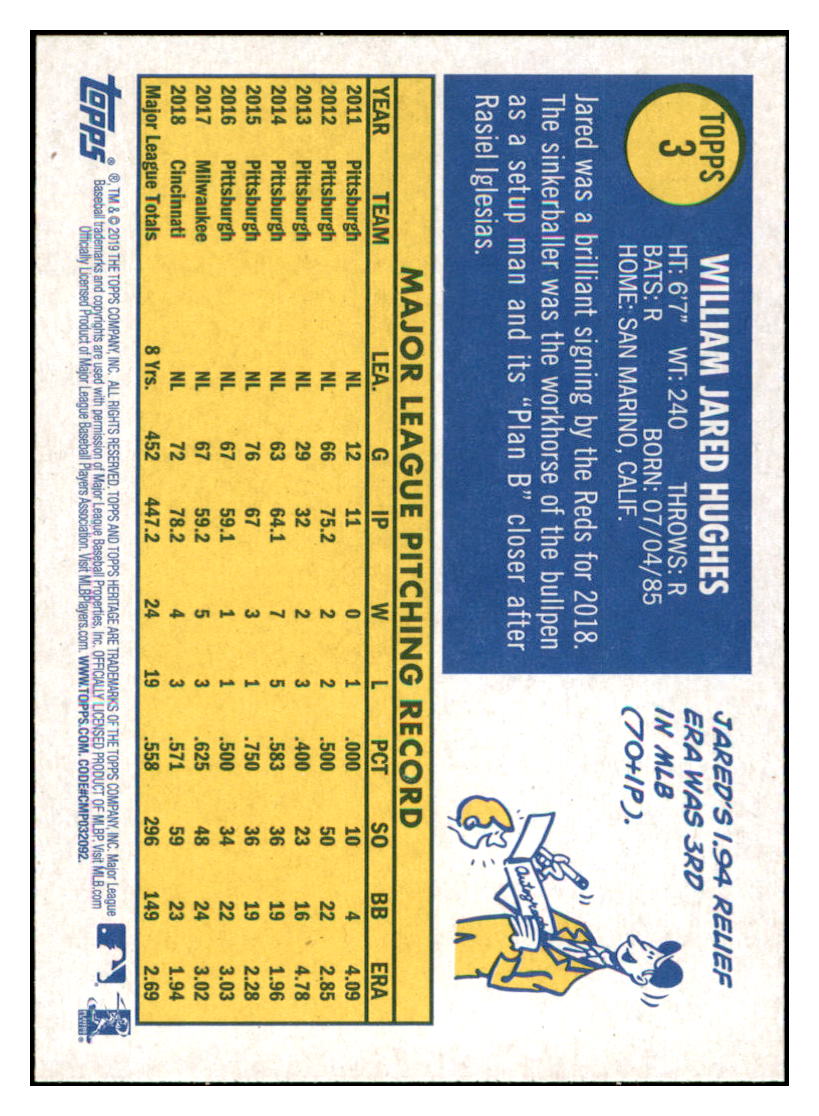 TOPPS
3
WILLIAM JARED HUGHES
HT: 6'7" WT: 240 THROWS: R
BATS: R BORN: 07/04/85
HOME: SAN MARINO, CALIF.
Jared was a brilliant signing by the Reds for 2018.
The sinkerballer was the workhorse of the bullpen
as a setup man and its "Plan B" closer after
Rasiel Iglesias.
JARED'S 1.94 RELIEF
ERA WAS 3RD
IN MLB
(70+IP).
Autograph
MAJOR LEAGUE PITCHING RECORD
YEAR TEAM LEA. G IP W L PCT SO BB ERA
2011 Pittsburgh NL 12 11 0 1 .000 10 4 4.09
2012 Pittsburgh NL 66 75.2 2 2 .500 50 22 2.85
2013 Pittsburgh NL 29 32 2 3 .400 23 16 4.78
2014 Pittsburgh NL 63 64.1 7 5 .583 36 19 1.96
2015 Pittsburgh NL 76 67 3 1 .750 36 19 2.28
2016 Pittsburgh NL 67 59.1 1 1 .500 34 22 3.03
2017 Milwaukee NL 67 59.2 5 3 .625 48 24 3.02
2018 Cincinnati NL 72 78.2 4 3 .571 59 23 1.94
Major League Totals 8 Yrs. 452 447.2 24 19 .558 296 149 2.69
topps®
®, TM & © 2019 THE TOPPS COMPANY, INC. ALL RIGHTS RESERVED. TOPPS AND TOPPS HERITAGE ARE TRADEMARKS OF THE TOPPS COMPANY, INC. Major League
Baseball trademarks and copyrights are used with permission of Major League Baseball Properties, Inc. OFFICIALLY LICENSED PRODUCT OF MLBP. Visit MLB.com
Officially Licensed Product of Major League Baseball Players Association. Visit MLBPlayers.com. WWW.TOPPS.COM. CODE#CMP032092.
PLAYERS